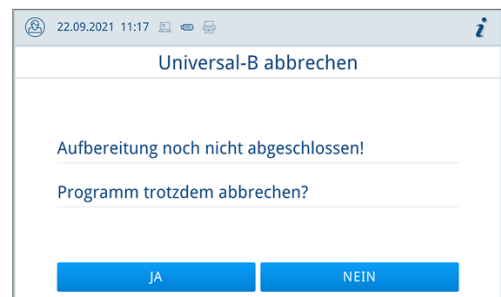 22.09.2021 11:17
i
Universal-B abbrechen
Aufbereitung noch nicht abgeschlossen!
Programm trotzdem abbrechen?
JA NEIN